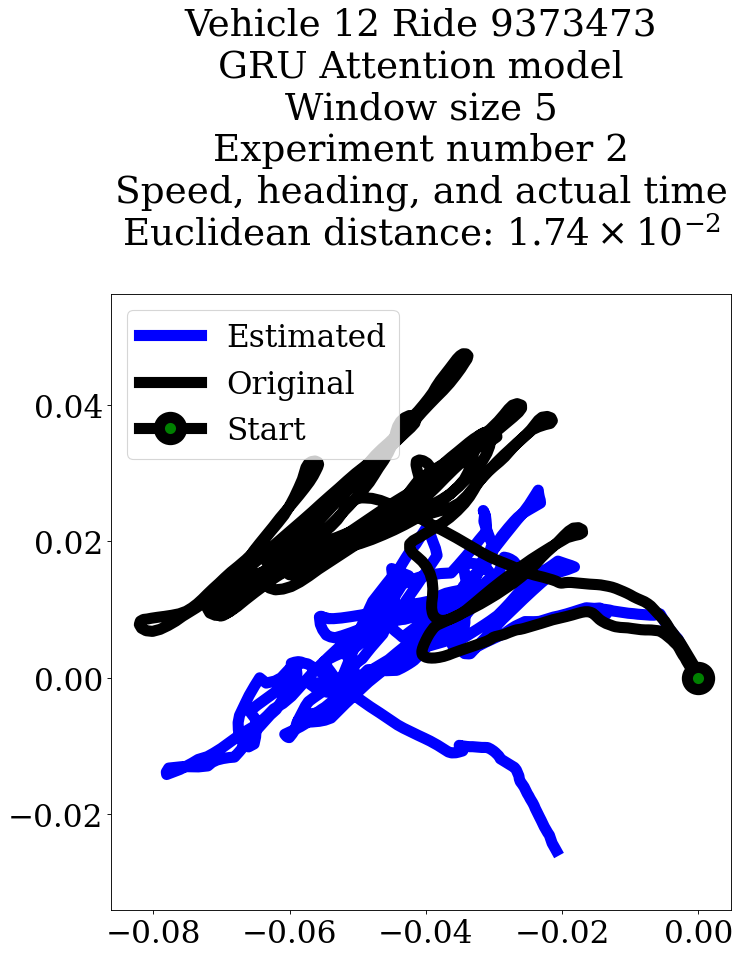 Vehicle 12 Ride 9373473
GRU Attention model
Window size 5
Experiment number 2
Speed, heading, and actual time
Euclidean distance: 1.74 × 10⁻²
Estimated
Original
Start
0.04
0.02
0.00
−0.02
−0.08 −0.06 −0.04 −0.02 0.00